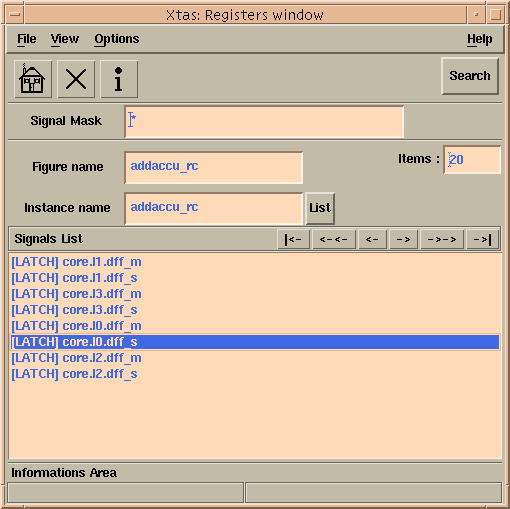 Xtas: Registers window
File View Options Help
Search
Signal Mask *
Figure name addaccu_rc Items : 20
Instance name addaccu_rc List
Signals List |<- <-<- <- -> ->-> ->|
[LATCH] core.l1.dff_m
[LATCH] core.l1.dff_s
[LATCH] core.l3.dff_m
[LATCH] core.l3.dff_s
[LATCH] core.l0.dff_m
[LATCH] core.l0.dff_s
[LATCH] core.l2.dff_m
[LATCH] core.l2.dff_s
Informations Area